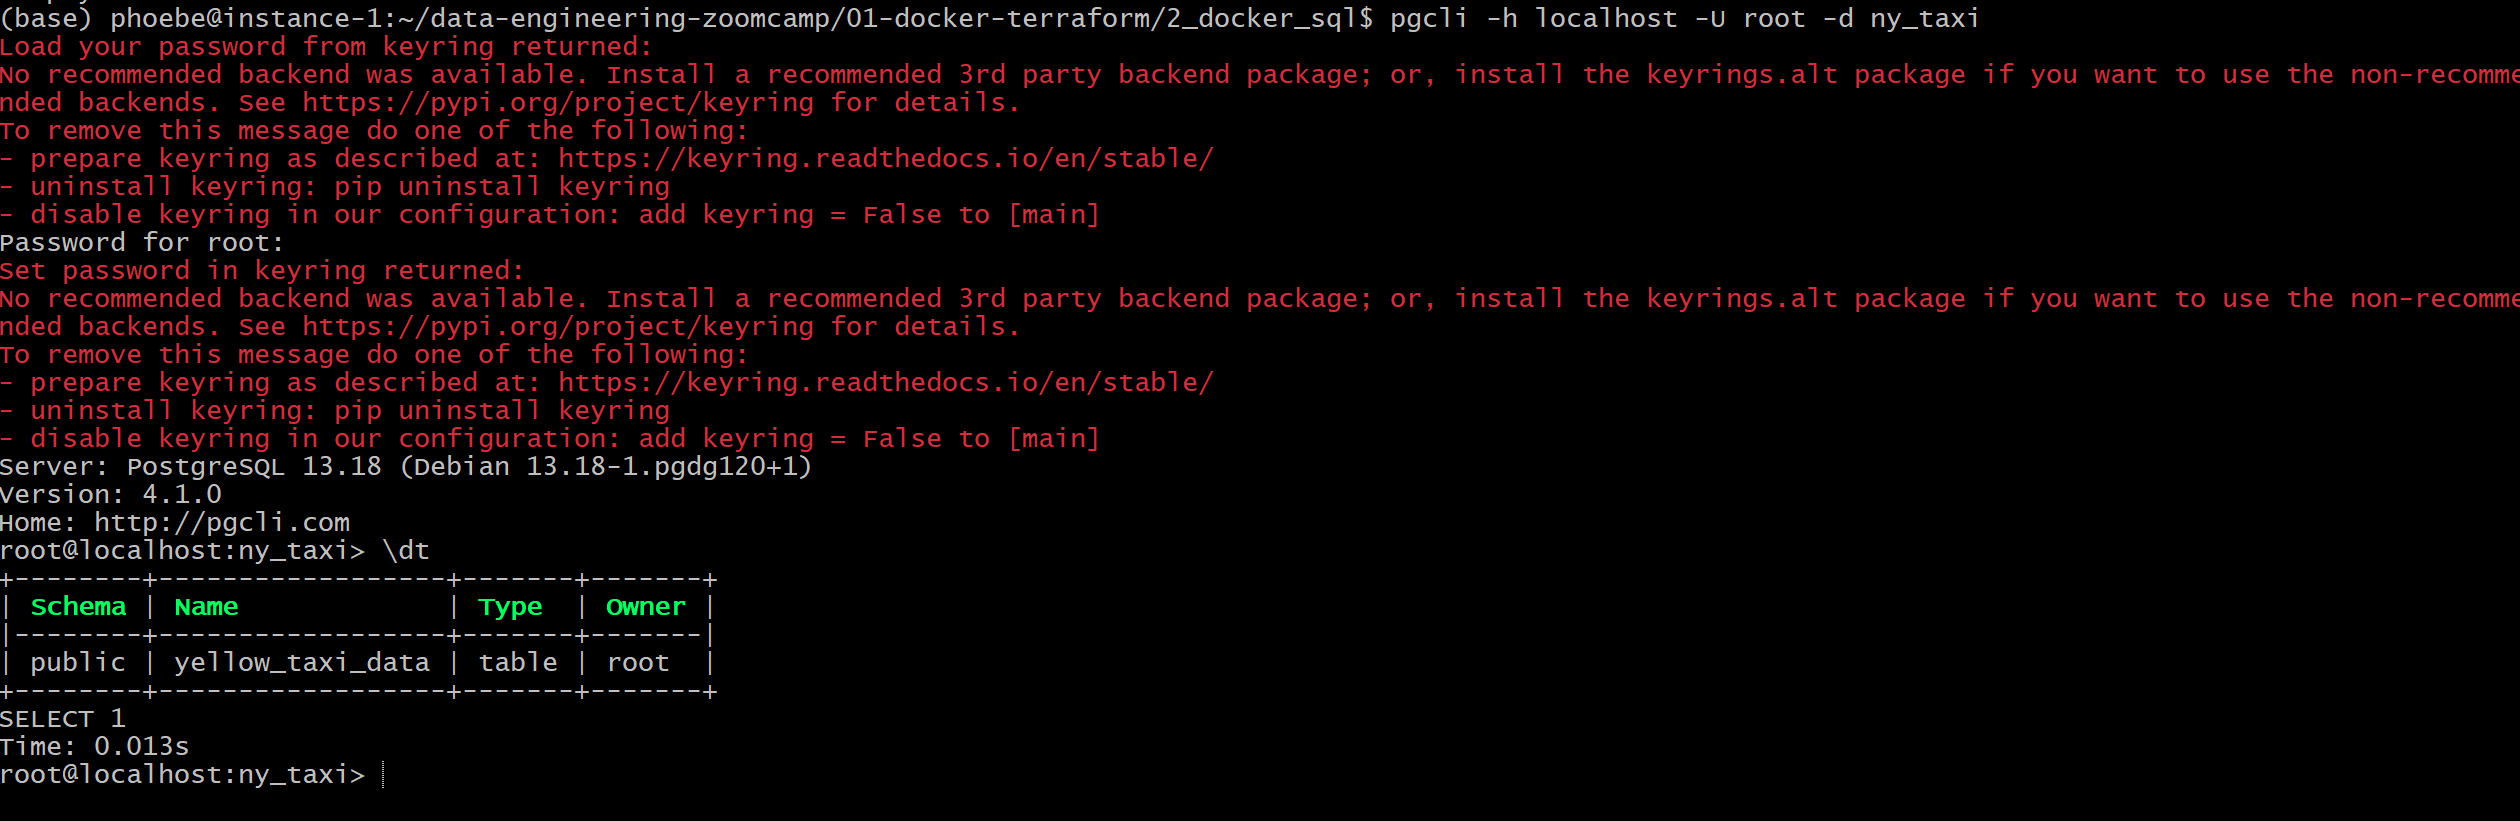 (base) phoebe@instance-1:~/data-engineering-zoomcamp/01-docker-terraform/2_docker_sql$ pgcli -h localhost -U root -d ny_taxi
Load your password from keyring returned:
No recommended backend was available. Install a recommended 3rd party backend package; or, install the keyrings.alt package if you want to use the non-recomme
nded backends. See https://pypi.org/project/keyring for details.
To remove this message do one of the following:
- prepare keyring as described at: https://keyring.readthedocs.io/en/stable/
- uninstall keyring: pip uninstall keyring
- disable keyring in our configuration: add keyring = False to [main]
Password for root:
Set password in keyring returned:
No recommended backend was available. Install a recommended 3rd party backend package; or, install the keyrings.alt package if you want to use the non-recomme
nded backends. See https://pypi.org/project/keyring for details.
To remove this message do one of the following:
- prepare keyring as described at: https://keyring.readthedocs.io/en/stable/
- uninstall keyring: pip uninstall keyring
- disable keyring in our configuration: add keyring = False to [main]
Server: PostgreSQL 13.18 (Debian 13.18-1.pgdg120+1)
Version: 4.1.0
Home: http://pgcli.com
root@localhost:ny_taxi> \dt
+--------+------------------+-------+-------+
| Schema | Name             | Type  | Owner |
|--------+------------------+-------+-------|
| public | yellow_taxi_data | table | root  |
+--------+------------------+-------+-------+
SELECT 1
Time: 0.013s
root@localhost:ny_taxi>